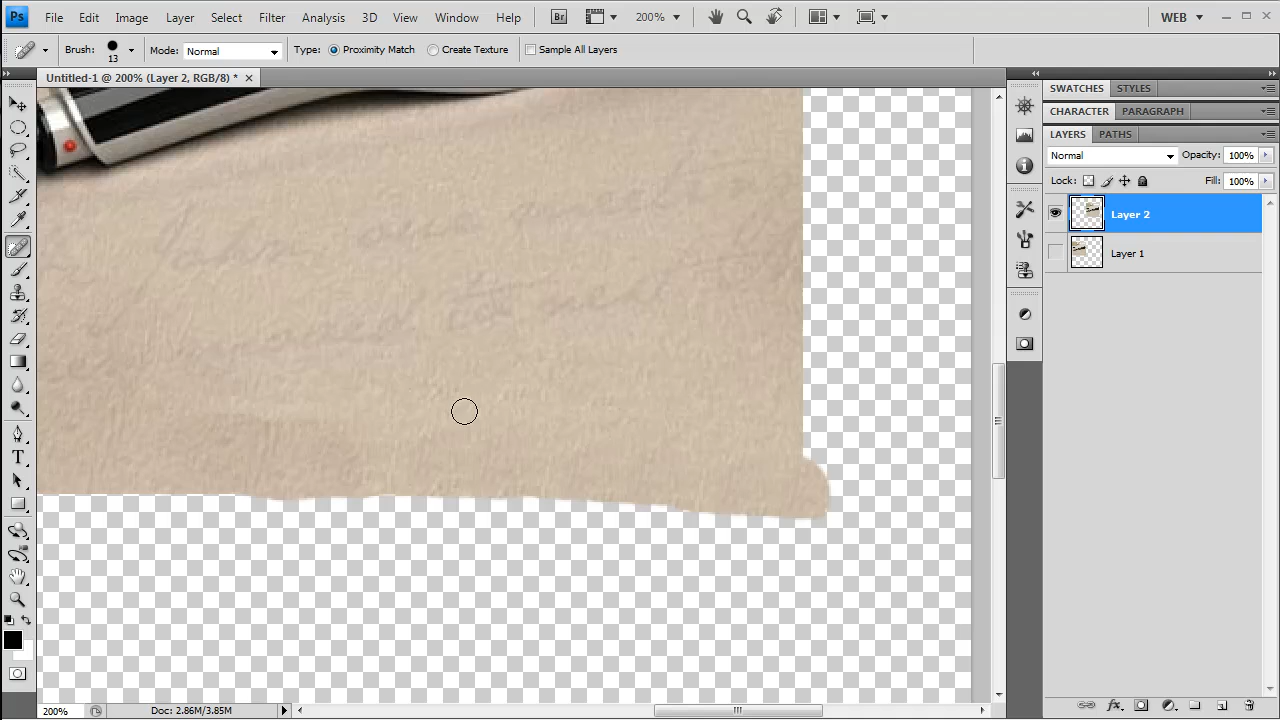 Ps File Edit Image Layer Select Filter Analysis 3D View Window Help Br 200% WEB
Brush: 13 Mode: Normal Type: Proximity Match Create Texture Sample All Layers
Untitled-1 @ 200% (Layer 2, RGB/8) *
SWATCHES STYLES
CHARACTER PARAGRAPH
LAYERS PATHS
Normal Opacity: 100%
Lock: Fill: 100%
Layer 2
Layer 1
200% Doc: 2.86M/3.85M